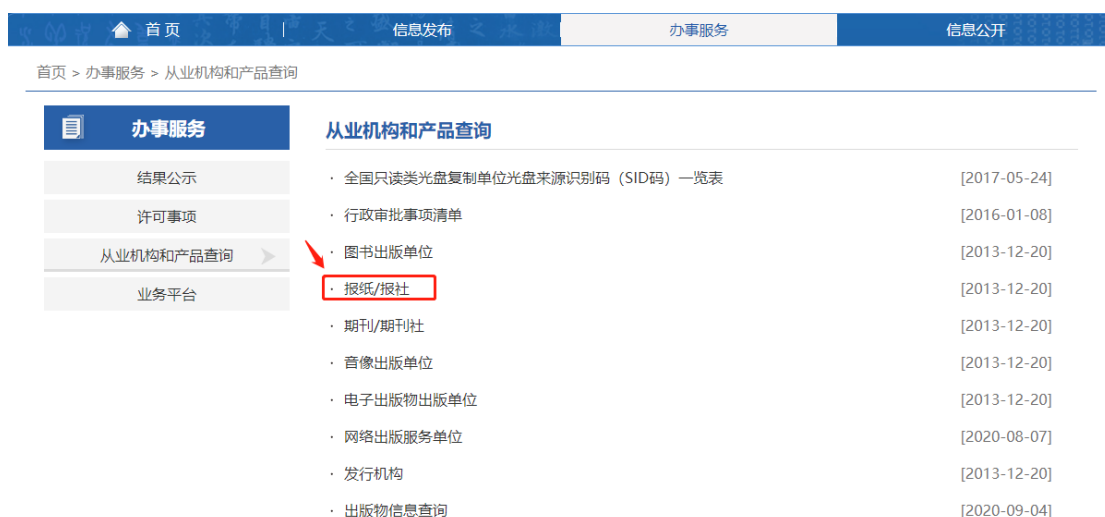 首页 信息发布 办事服务 信息公开
首页 > 办事服务 > 从业机构和产品查询
办事服务
结果公示
许可事项
从业机构和产品查询
业务平台
从业机构和产品查询
· 全国只读类光盘复制单位光盘来源识别码（SID码）一览表 [2017-05-24]
· 行政审批事项清单 [2016-01-08]
· 图书出版单位 [2013-12-20]
· 报纸/报社 [2013-12-20]
· 期刊/期刊社 [2013-12-20]
· 音像出版单位 [2013-12-20]
· 电子出版物出版单位 [2013-12-20]
· 网络出版服务单位 [2020-08-07]
· 发行机构 [2013-12-20]
· 出版物信息查询 [2020-09-04]